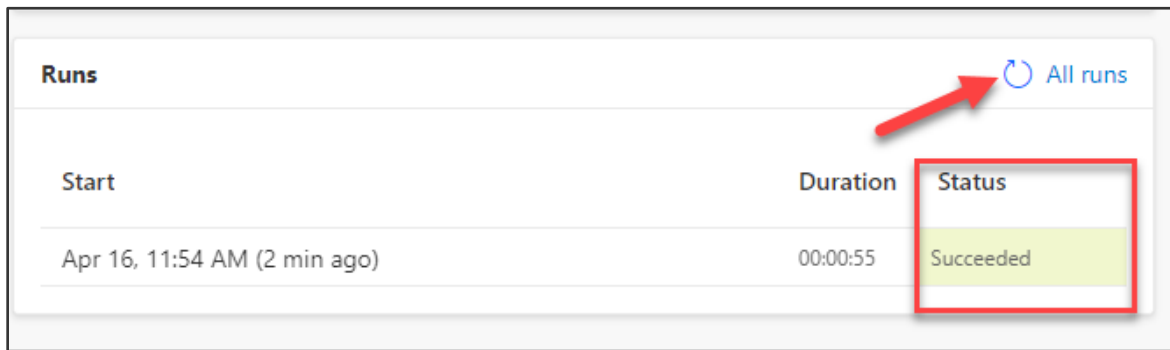 Runs All runs
Start Duration Status
Apr 16, 11:54 AM (2 min ago) 00:00:55 Succeeded